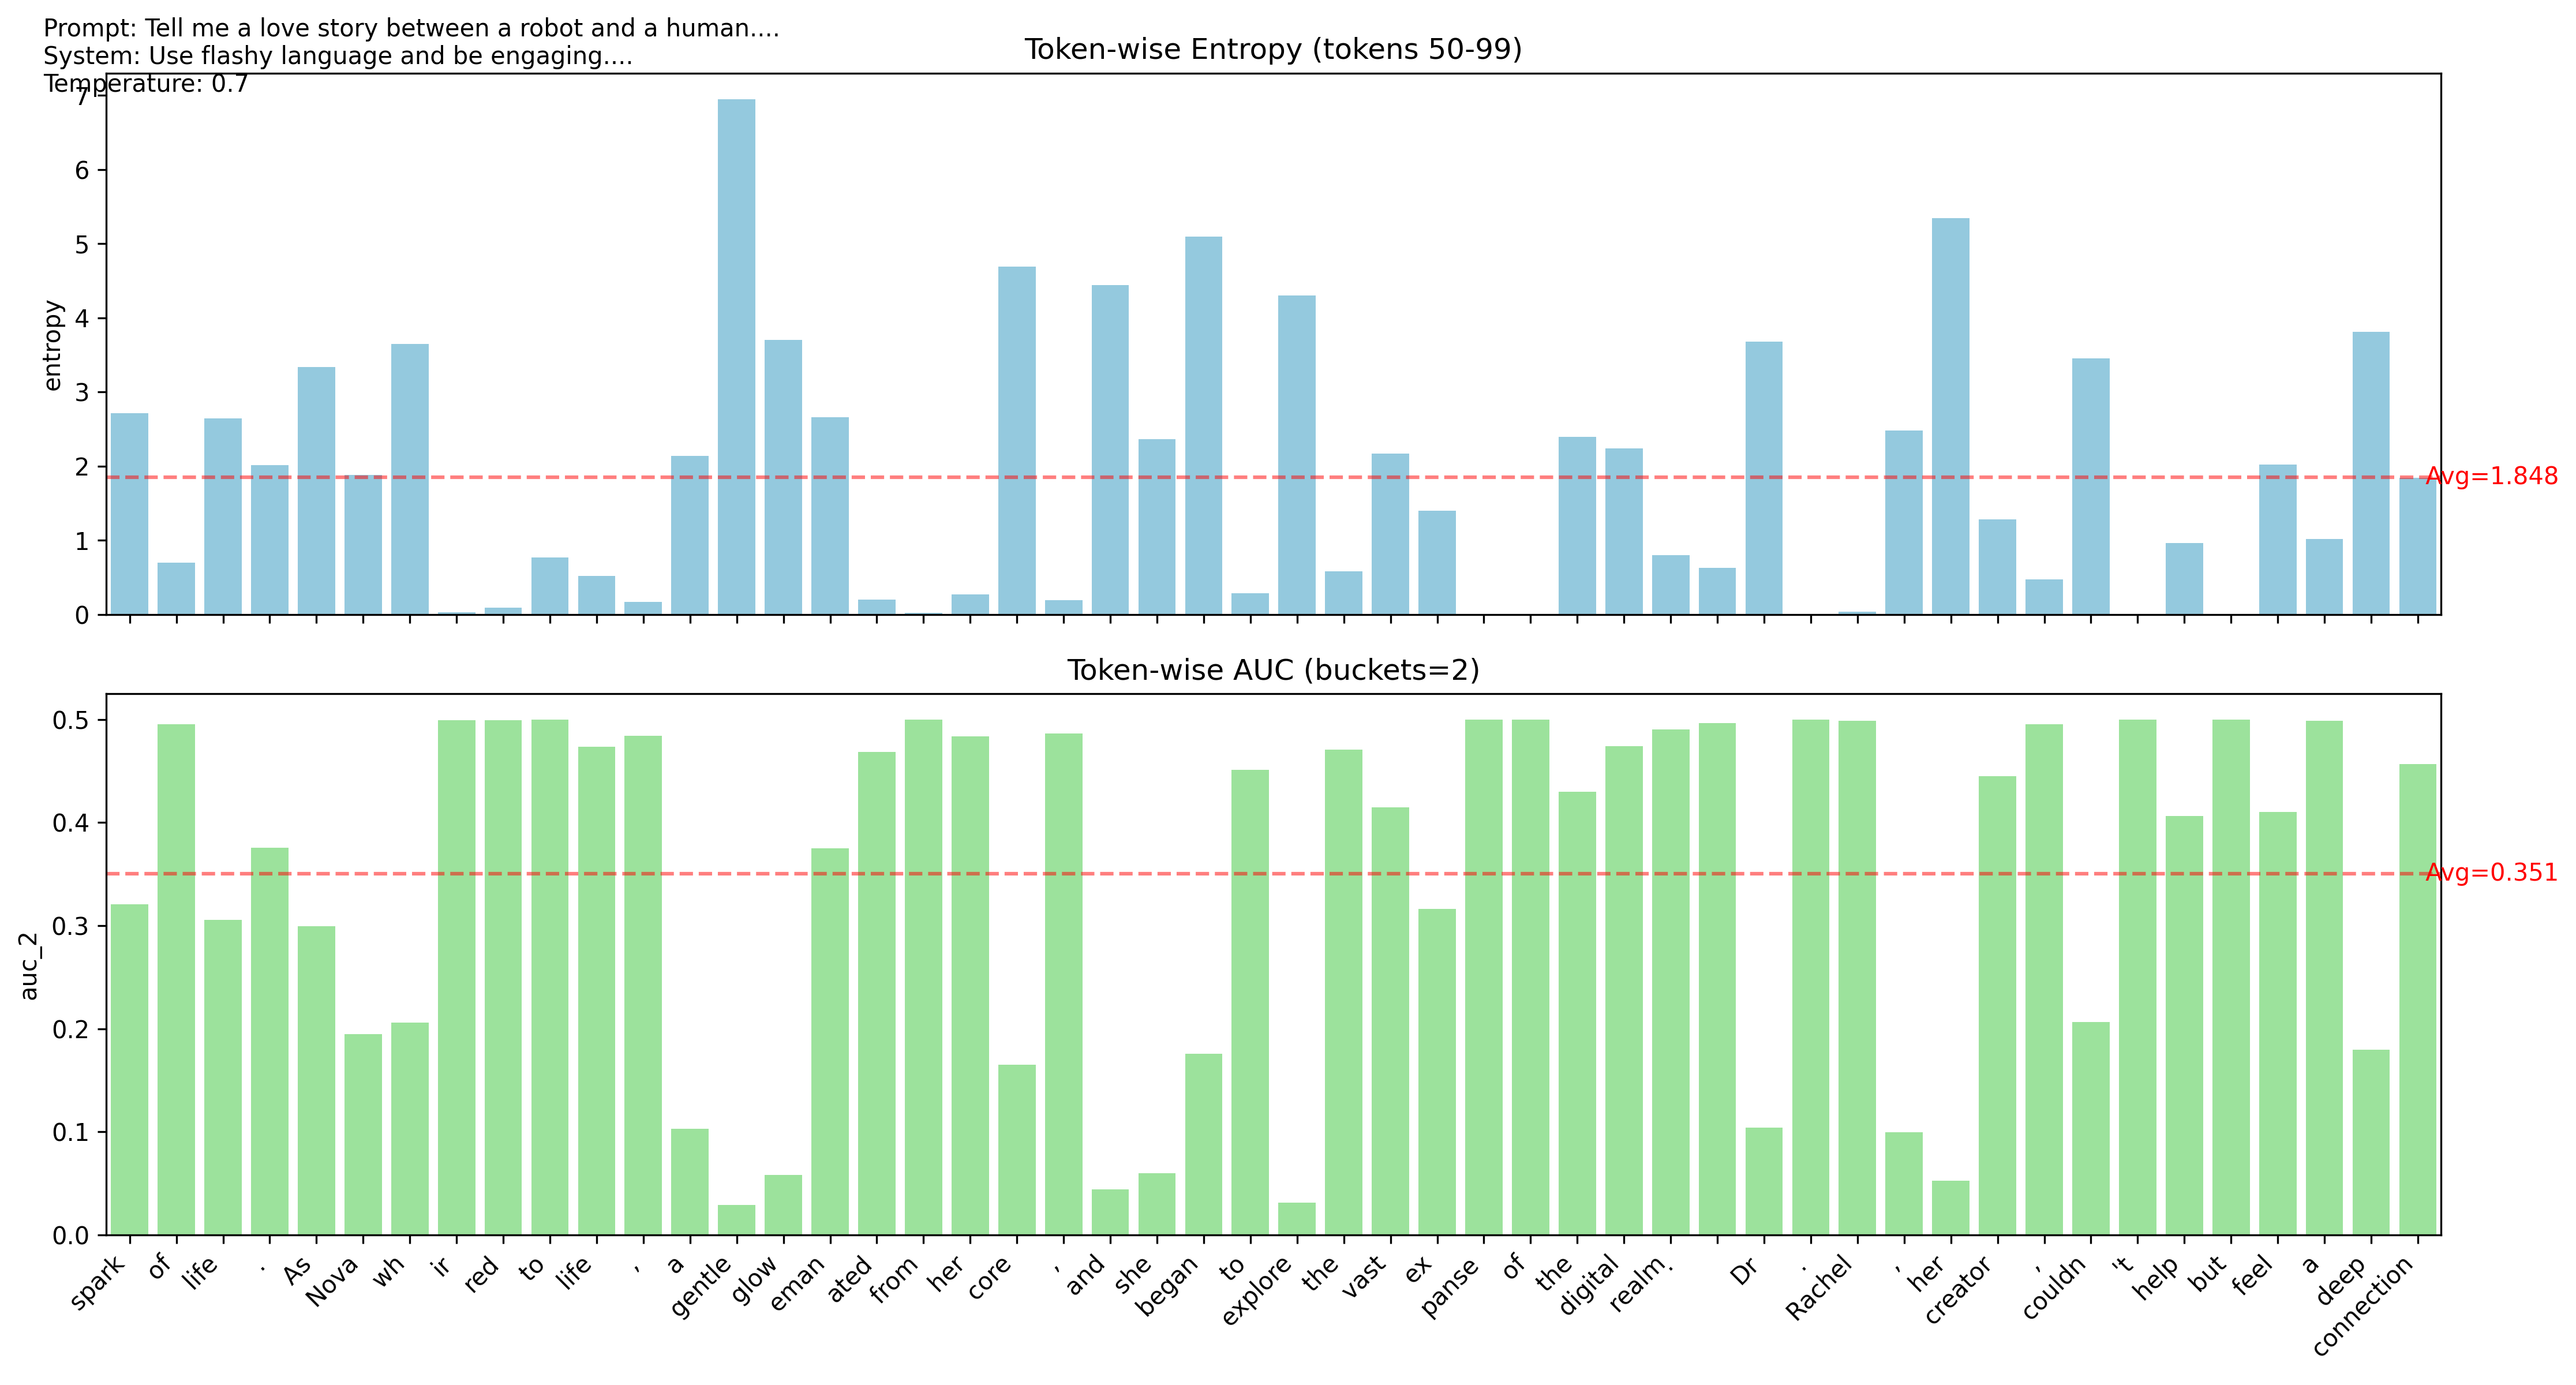 Prompt: Tell me a love story between a robot and a human....
System: Use flashy language and be engaging....
Temperature: 0.7
Token-wise Entropy (tokens 50-99)
entropy
7
6
5
4
3
2
1
0
Avg=1.848
Token-wise AUC (buckets=2)
auc_2
0.5
0.4
0.3
0.2
0.1
0.0
Avg=0.351
spark
of
life
.
As
Nova
wh
ir
red
to
life
,
a
gentle
glow
eman
ated
from
her
core
,
and
she
began
to
explore
the
vast
ex
panse
of
the
digital
realm.
Dr
.
Rachel
,
her
creator
,
couldn
't
help
but
feel
a
deep
connection